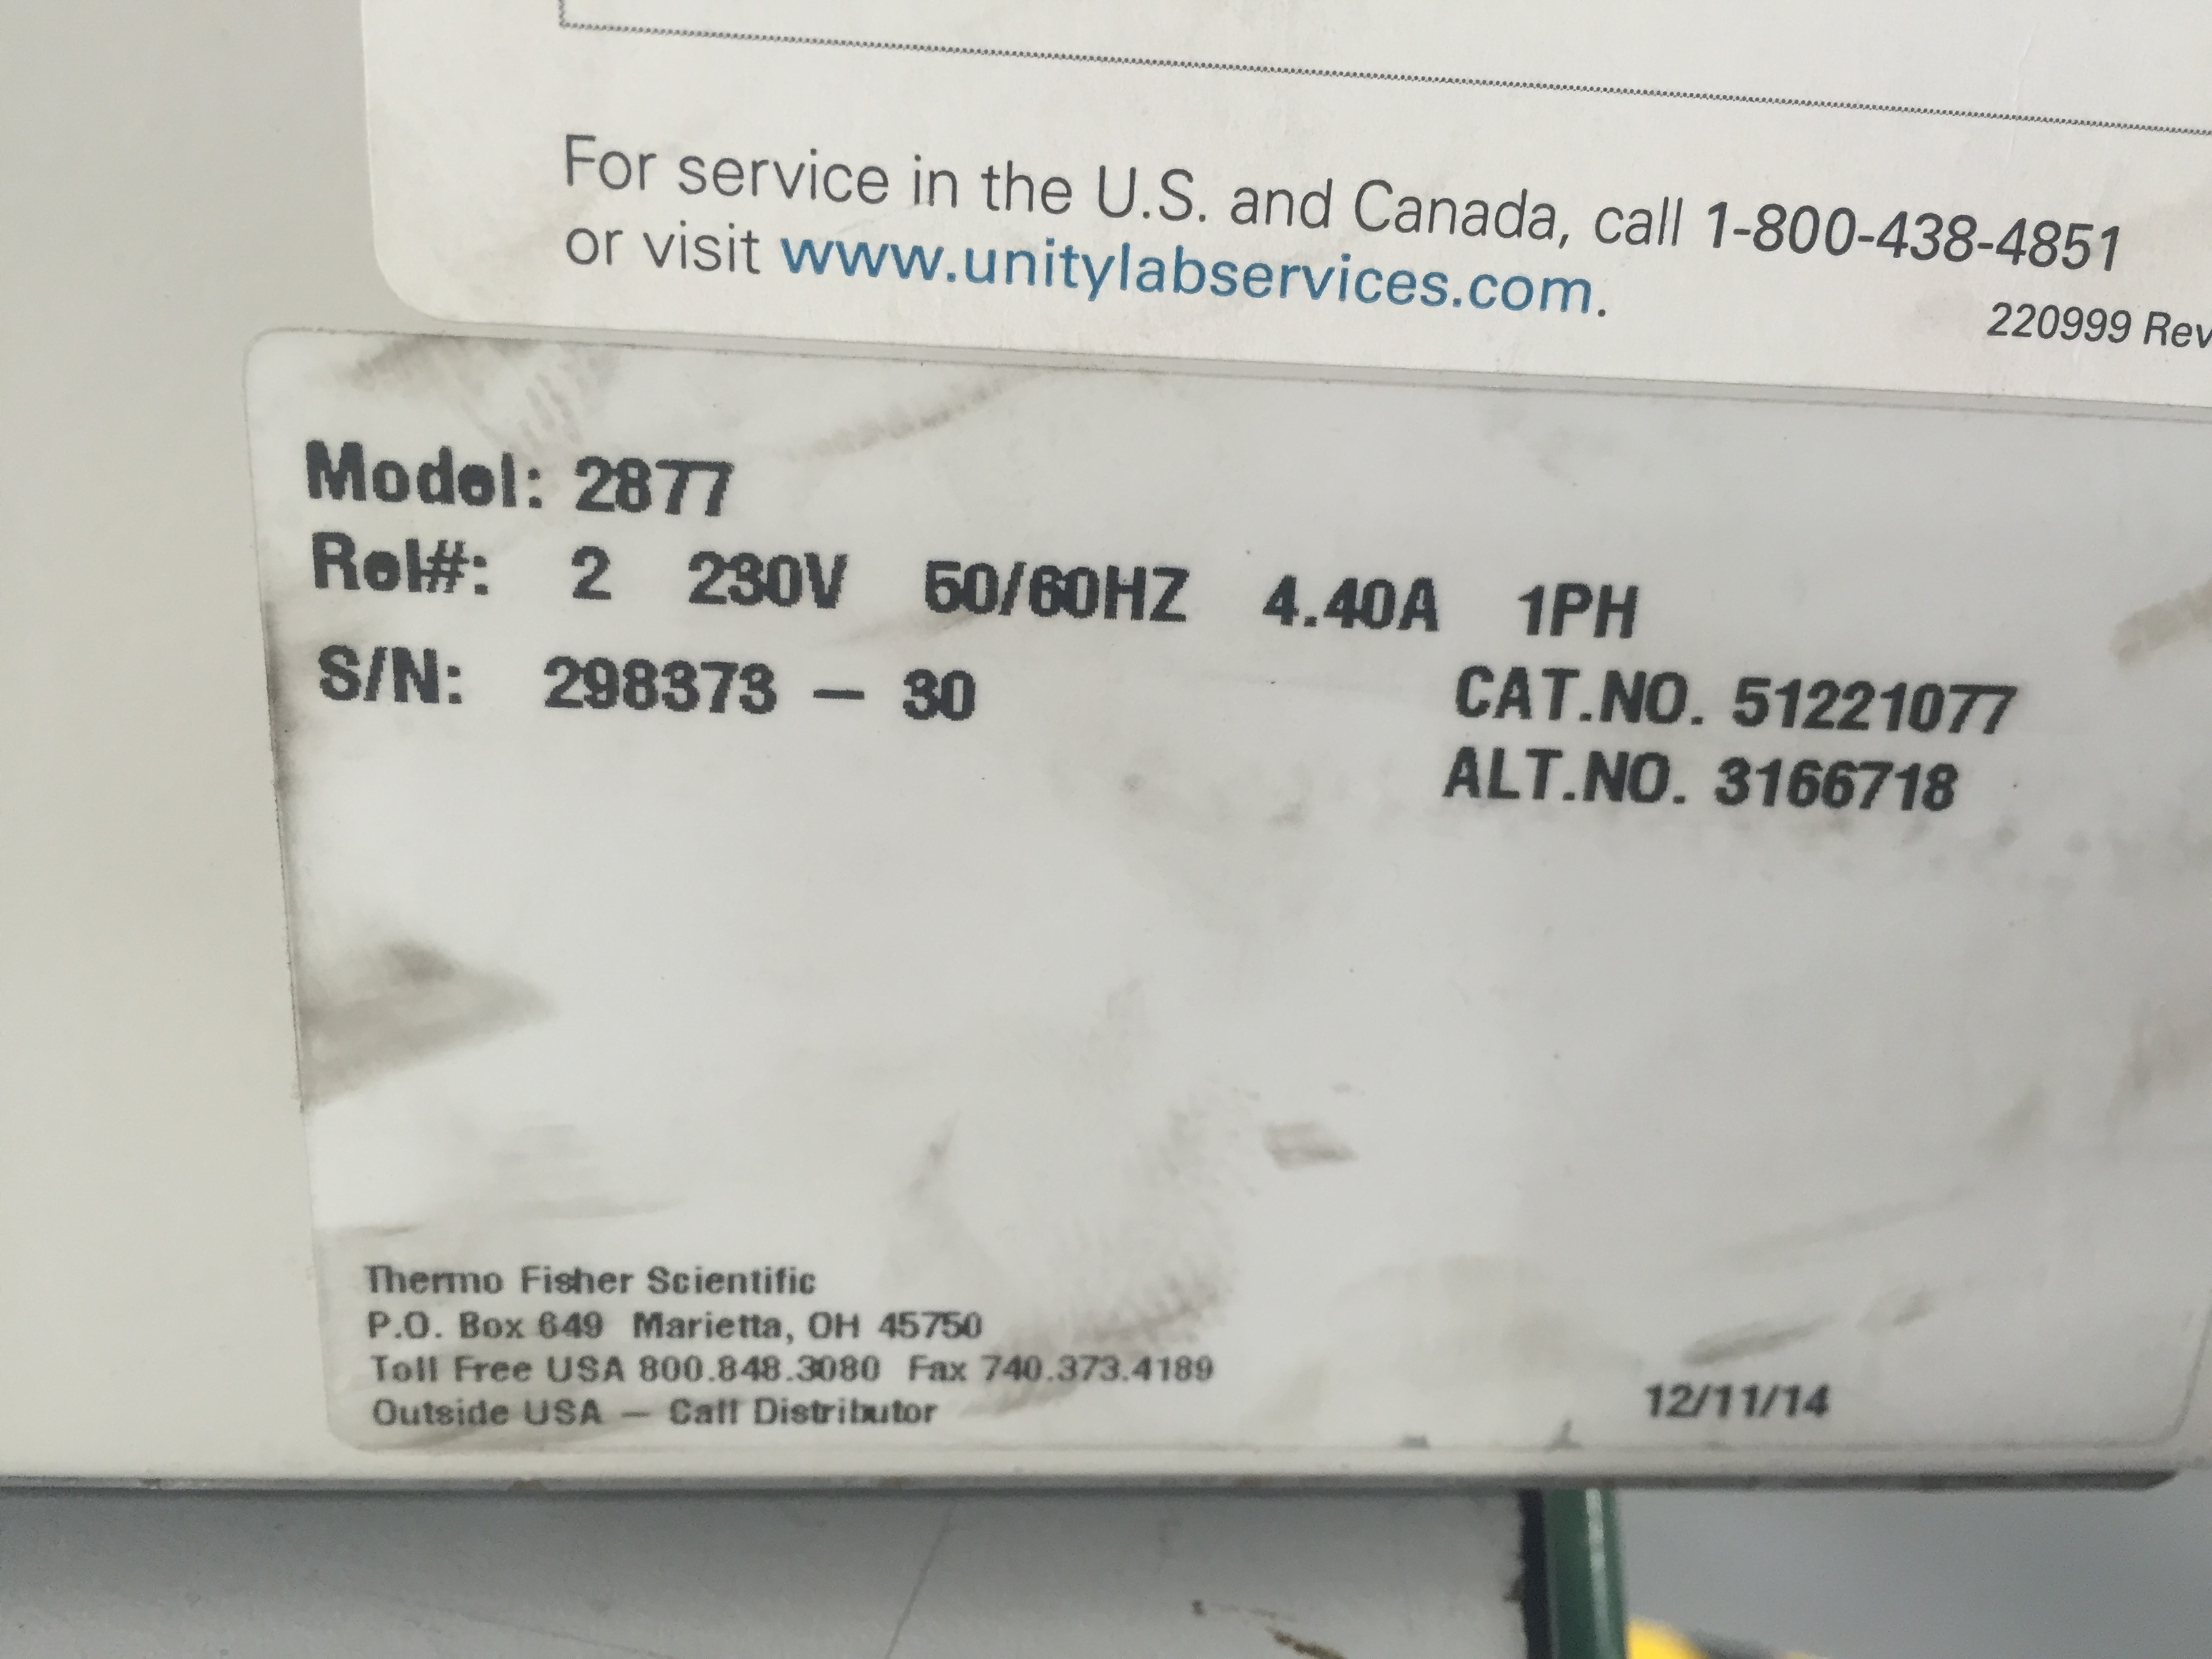 For service in the U.S. and Canada, call 1-800-438-4851
or visit www.unitylabservices.com.
220999 Rev
Model: 2877
Rel#: 2 230V 50/60HZ 4.40A 1PH
S/N: 298373 – 30
CAT.NO. 51221077
ALT.NO. 3166718
Thermo Fisher Scientific
P.O. Box 649 Marietta, OH 45750
Toll Free USA 800.848.3080 Fax 740.373.4189
Outside USA – Call Distributor
12/11/14